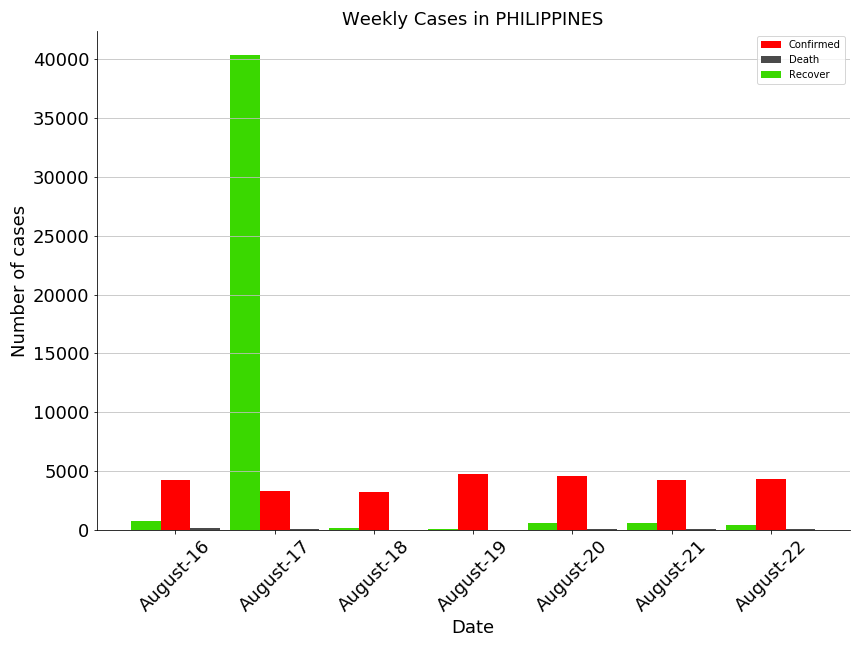 Weekly Cases in PHILIPPINES
Confirmed
Death
Recover
Number of cases
40000
35000
30000
25000
20000
15000
10000
5000
0
August-16
August-17
August-18
August-19
August-20
August-21
August-22
Date